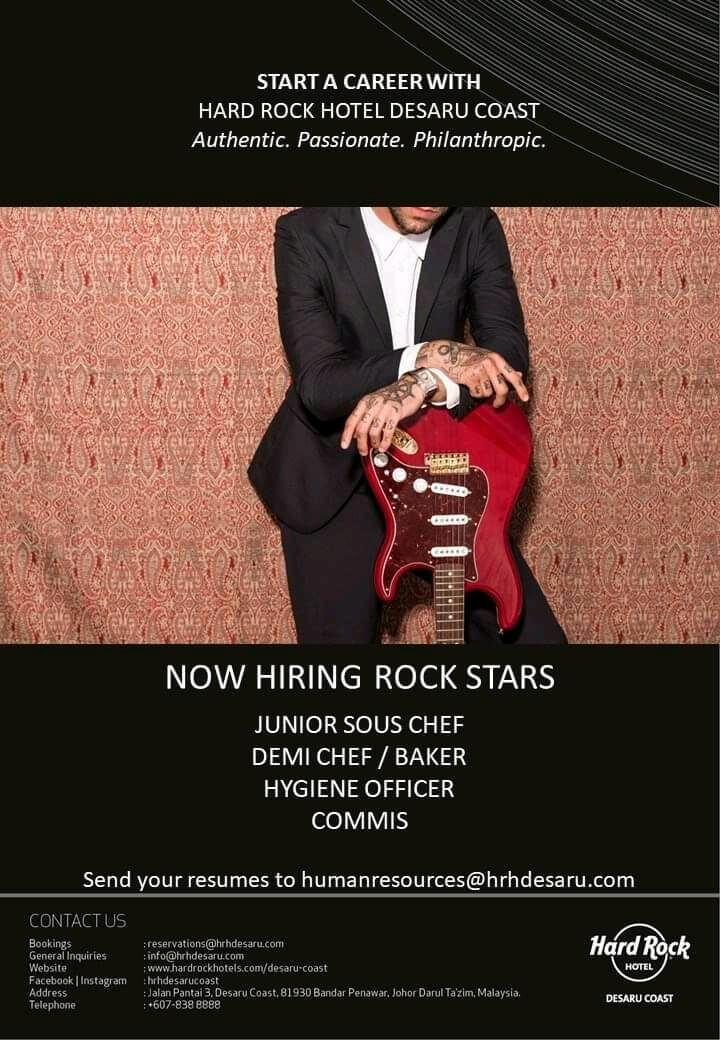 START A CAREER WITH
HARD ROCK HOTEL DESARU COAST
Authentic. Passionate. Philanthropic.
NOW HIRING ROCK STARS
JUNIOR SOUS CHEF
DEMI CHEF / BAKER
HYGIENE OFFICER
COMMIS
Send your resumes to humanresources@hrhdesaru.com
CONTACT US
Bookings : reservations@hrhdesaru.com
General Inquiries : info@hrhdesaru.com
Website : www.hardrockhotels.com/desaru-coast
Facebook | Instagram : hrhdesarucoast
Address : Jalan Pantai 3, Desaru Coast, 81930 Bandar Penawar, Johor Darul Ta'zim, Malaysia.
Telephone : +607-838 8888
Hard Rock
HOTEL
DESARU COAST